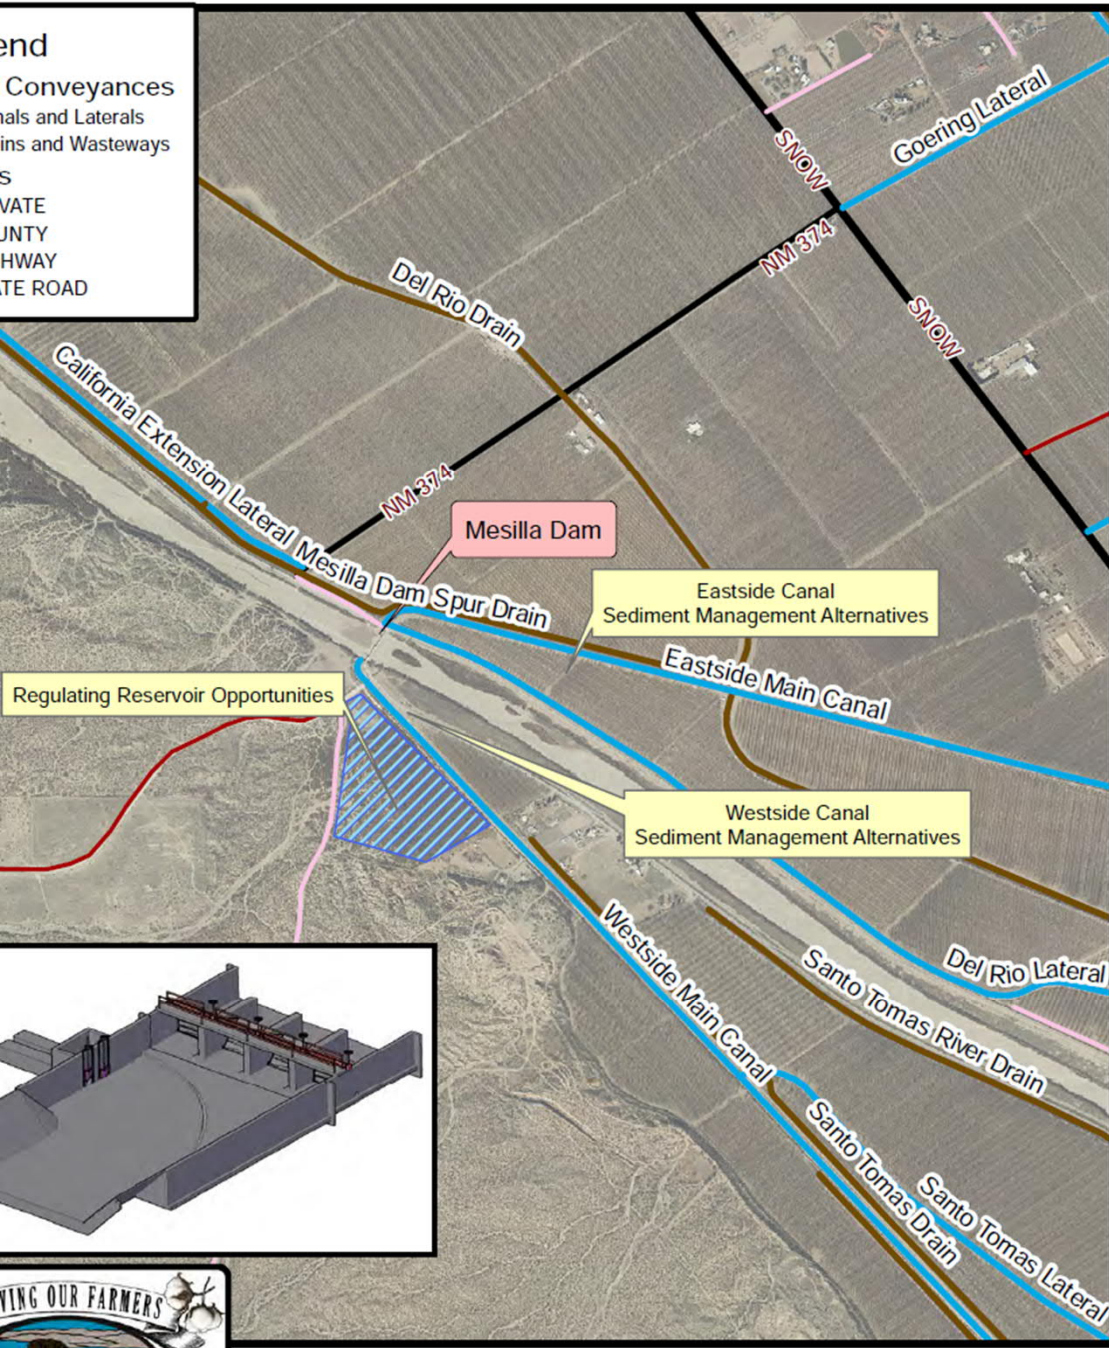 end
Conveyances
nals and Laterals
ins and Wasteways
s
VATE
UNTY
HWAY
TE ROAD
Goering Lateral
SNOW
NM 374
SNOW
Del Rio Drain
California Extension Lateral
NM 374
Mesilla Dam
Mesilla Dam Spur Drain
Eastside Canal
Sediment Management Alternatives
Eastside Main Canal
Regulating Reservoir Opportunities
Westside Canal
Sediment Management Alternatives
Westside Main Canal
Del Rio Lateral
Santo Tomas River Drain
Santo Tomas Drain
Santo Tomas Lateral
VING OUR FARMERS